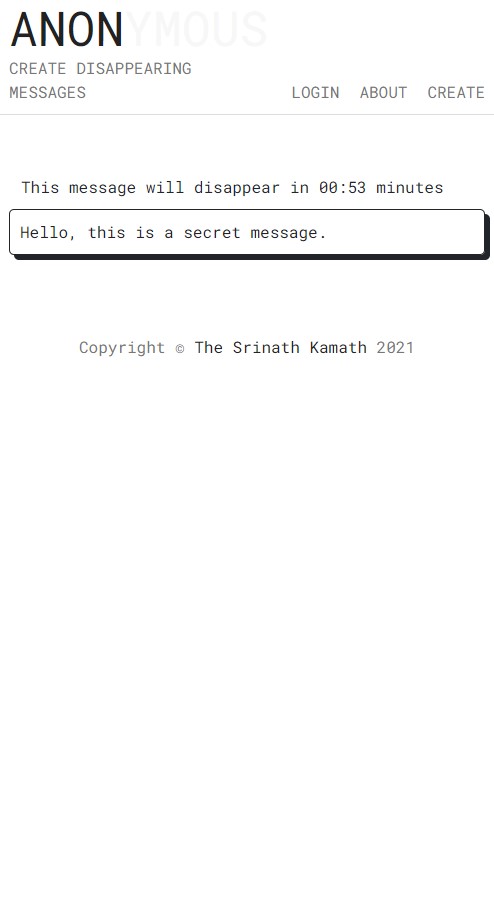 ANONYMOUS
CREATE DISAPPEARING
MESSAGES
LOGIN ABOUT CREATE
This message will disappear in 00:53 minutes
Hello, this is a secret message.
Copyright © The Srinath Kamath 2021